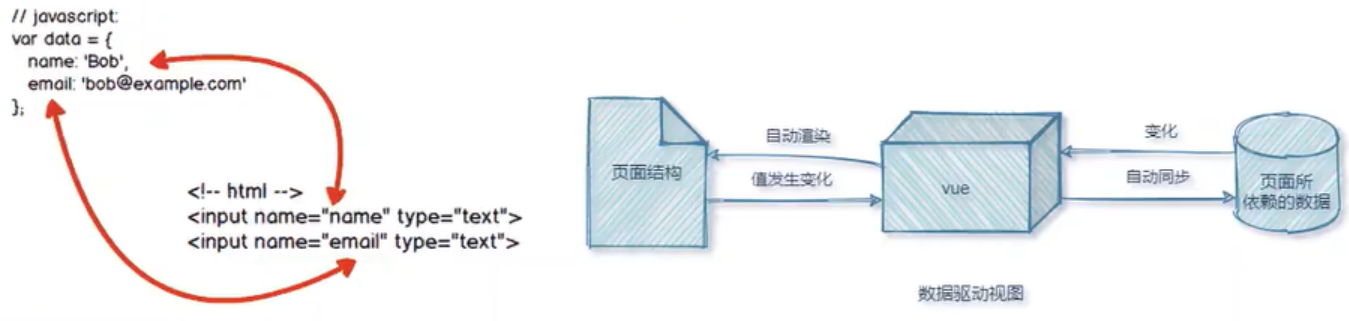 // javascript:
var data = {
name: 'Bob',
email: 'bob@example.com'
};
<!-- html -->
<input name="name" type="text">
<input name="email" type="text">
页面结构
自动渲染
值发生变化
vue
变化
自动同步
页面所
依赖的数据
数据驱动视图